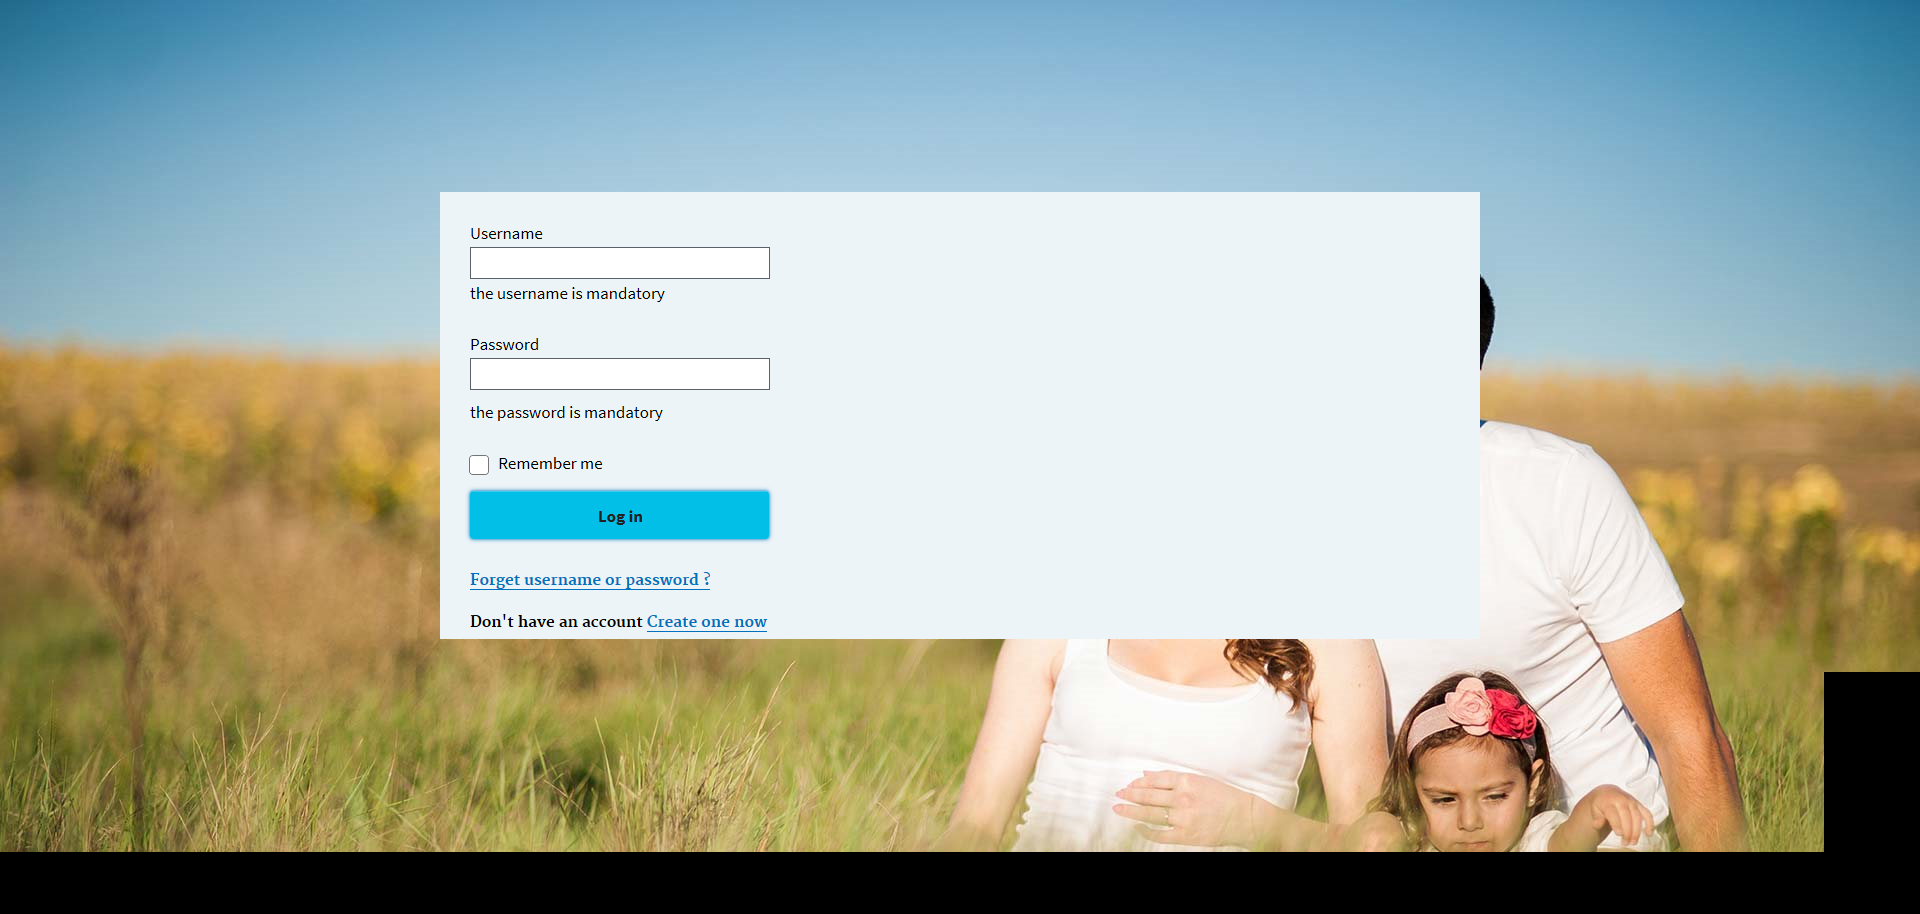 Username
the username is mandatory
Password
the password is mandatory
Remember me
Log in
Forget username or password ?
Don't have an account Create one now